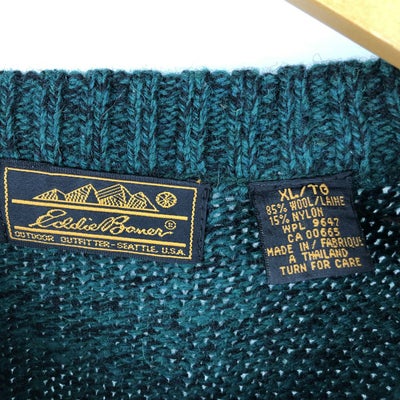 Eddie Bauer®
OUTDOOR OUTFITTER-SEATTLE, U.S.A.
XL/TG
85% WOOL/LAINE
15% NYLON
WPL 9647
CA 00665
MADE IN/FABRIQUE
A THAILAND
TURN FOR CARE